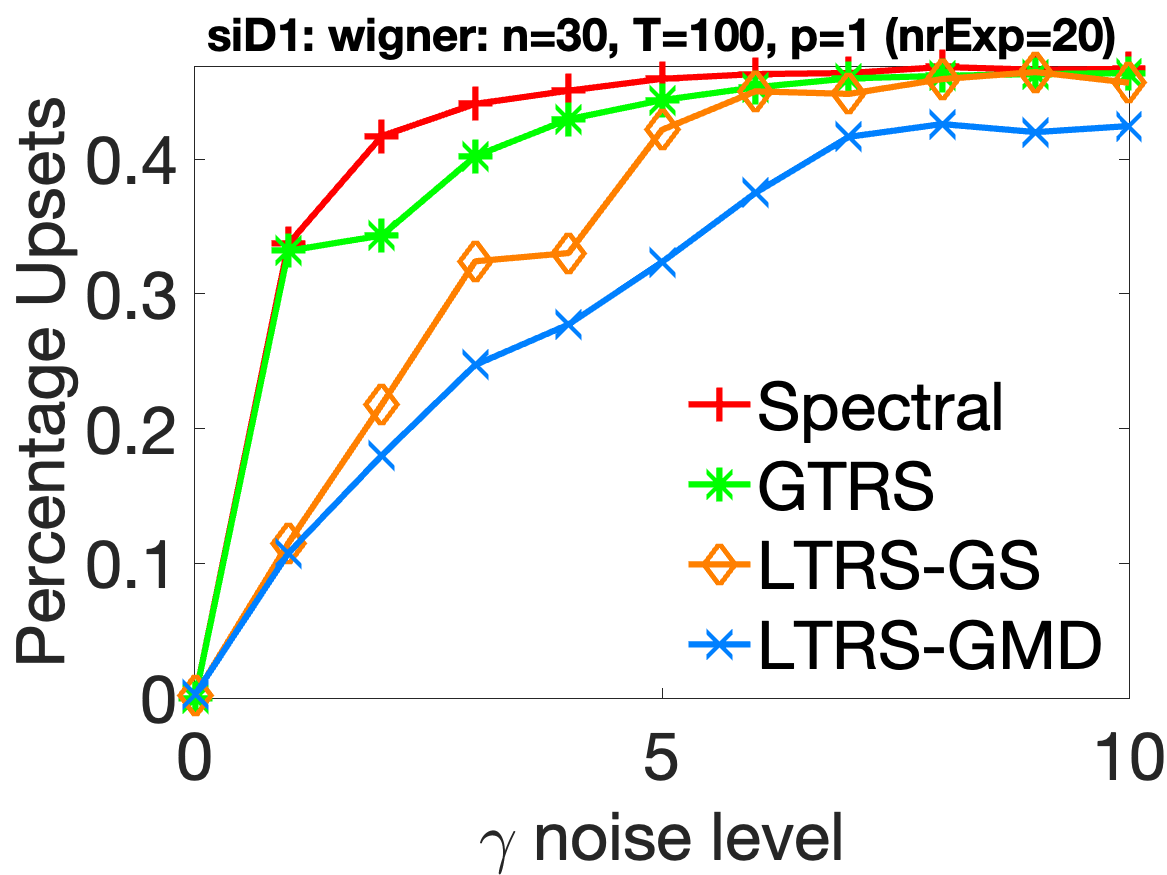 siD1: wigner: n=30, T=100, p=1 (nrExp=20)
Percentage Upsets
0.4
0.3
0.2
0.1
0
Spectral
GTRS
LTRS-GS
LTRS-GMD
0 5 10
γ noise level